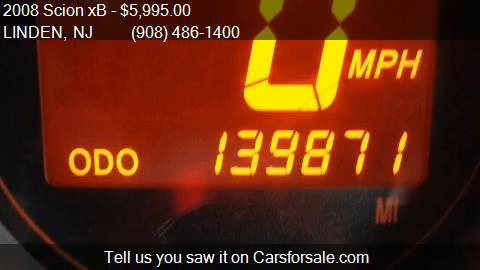 2008 Scion xB - $5,995.00
LINDEN, NJ (908) 486-1400
0 MPH
ODO 139871
MI
Tell us you saw it on Carsforsale.com